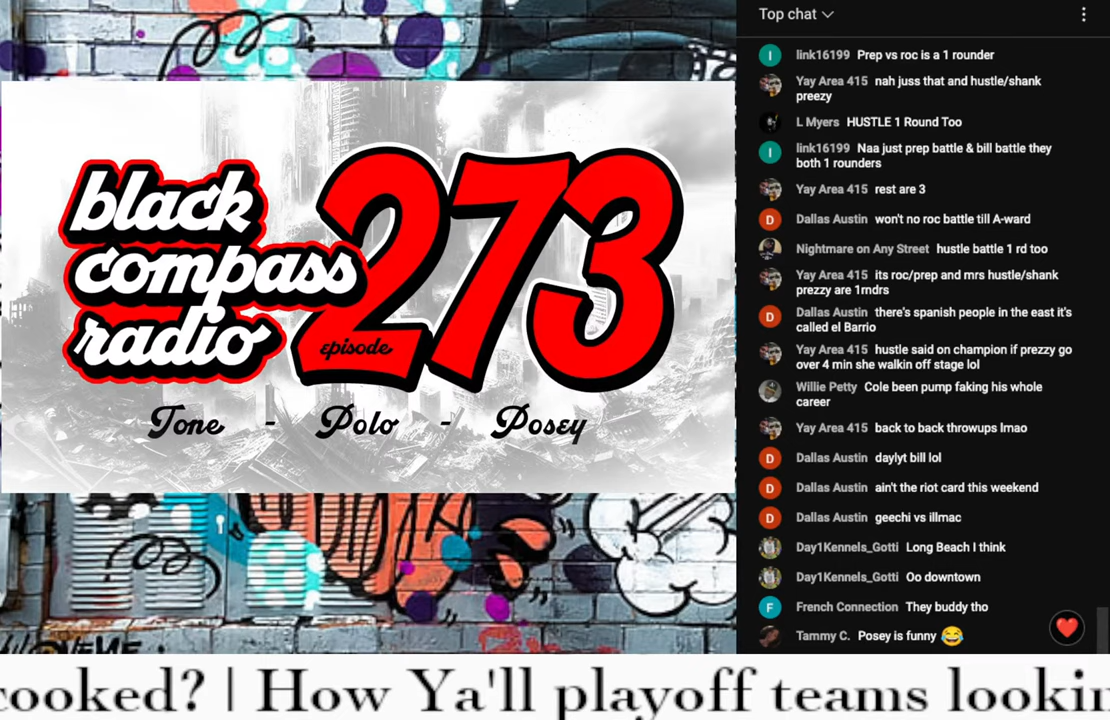 black
compass
radio
273
episode
Tone - Polo - Posey
Top chat
I link16199 Prep vs roc is a 1 rounder
Yay Area 415 nah juss that and hustle/shank
preezy
L Myers HUSTLE 1 Round Too
I link16199 Naa just prep battle & bill battle they
both 1 rounders
Yay Area 415 rest are 3
D Dallas Austin won't no roc battle till A-ward
Nightmare on Any Street hustle battle 1 rd too
Yay Area 415 its roc/prep and mrs hustle/shank
prezzy are 1rndrs
D Dallas Austin there's spanish people in the east it's
called el Barrio
Yay Area 415 hustle said on champion if prezzy go
over 4 min she walkin off stage lol
Willie Petty Cole been pump faking his whole
career
Yay Area 415 back to back throwups lmao
D Dallas Austin daylyt bill lol
D Dallas Austin ain't the riot card this weekend
D Dallas Austin geechi vs illmac
Day1Kennels_Gotti Long Beach I think
Day1Kennels_Gotti Oo downtown
F French Connection They buddy tho
Tammy C. Posey is funny 😂
cooked? | How Ya'll playoff teams lookin